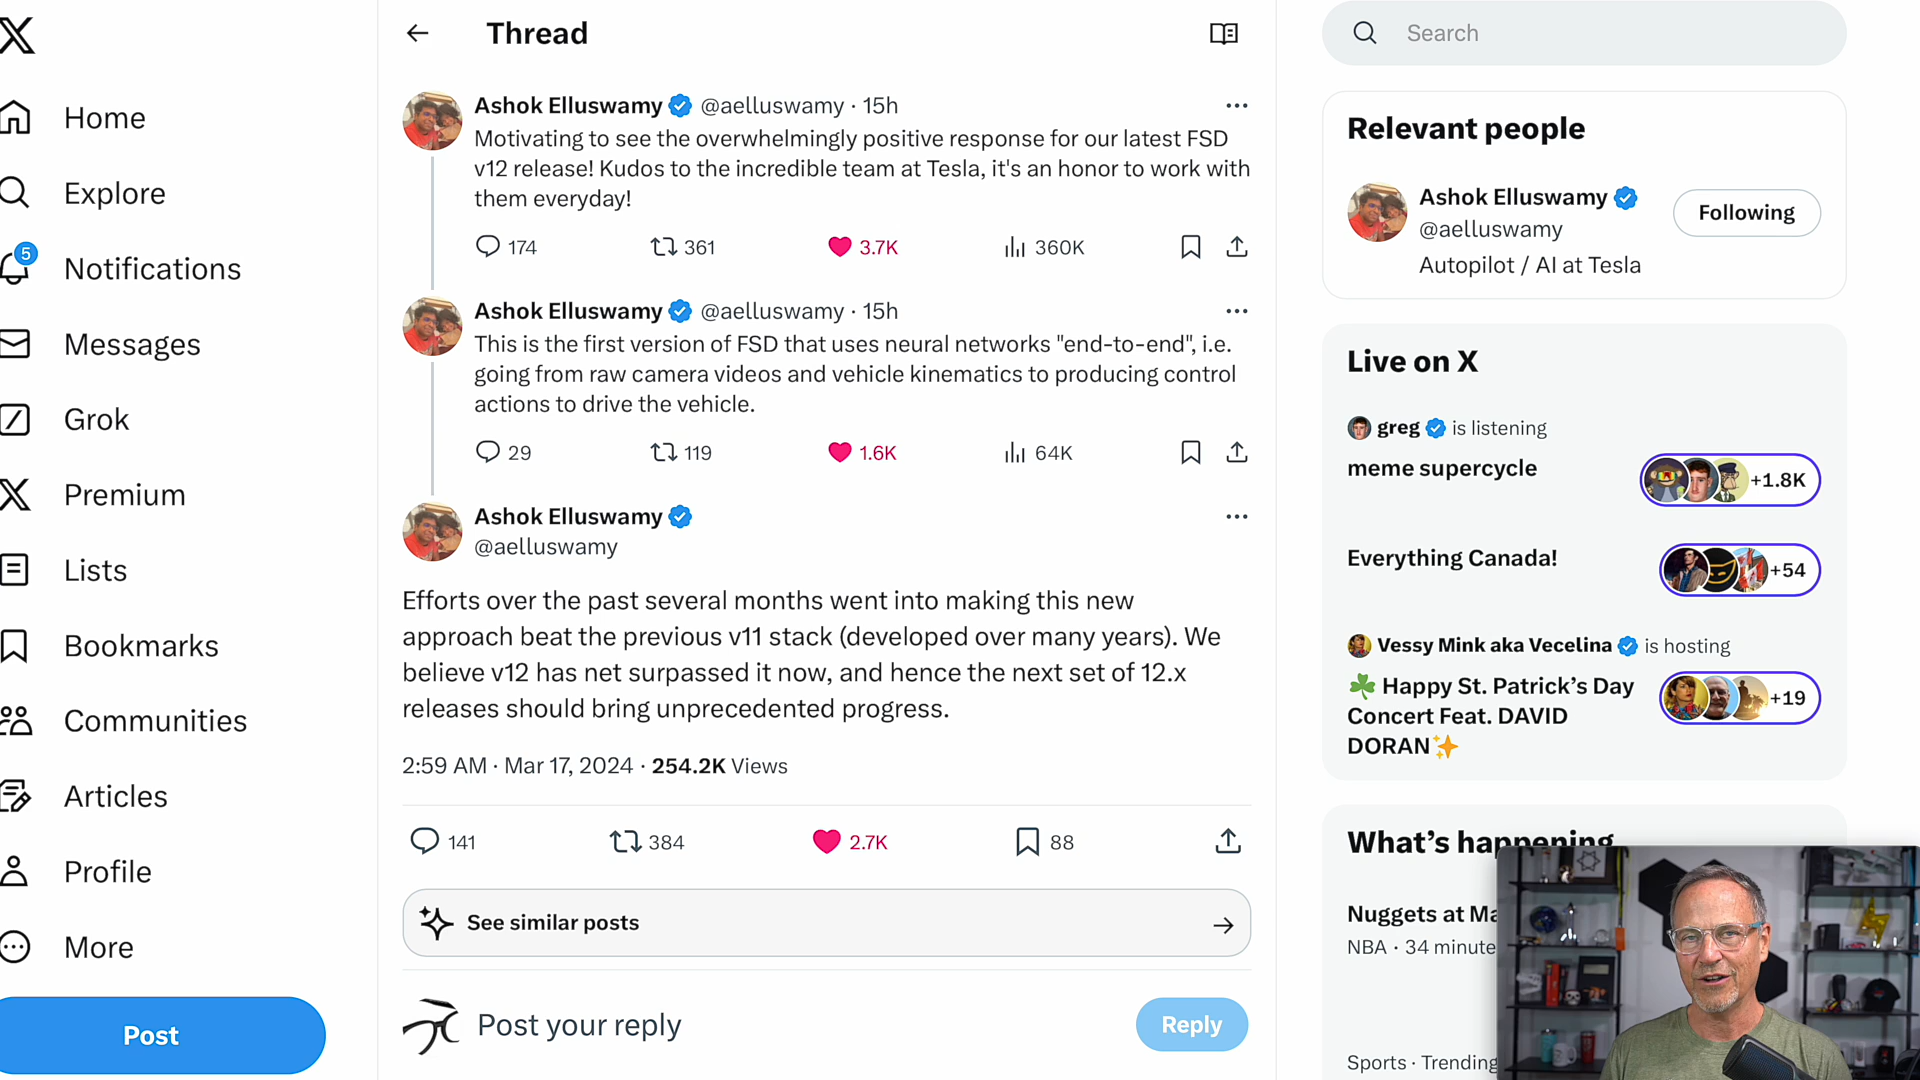 Home
Explore
5
Notifications
Messages
Grok
Premium
Lists
Bookmarks
Communities
Articles
Profile
More
Post
Thread
Ashok Elluswamy @aelluswamy · 15h
Motivating to see the overwhelmingly positive response for our latest FSD
v12 release! Kudos to the incredible team at Tesla, it's an honor to work with
them everyday!
174 361 3.7K 360K
Ashok Elluswamy @aelluswamy · 15h
This is the first version of FSD that uses neural networks "end-to-end", i.e.
going from raw camera videos and vehicle kinematics to producing control
actions to drive the vehicle.
29 119 1.6K 64K
Ashok Elluswamy
@aelluswamy
Efforts over the past several months went into making this new
approach beat the previous v11 stack (developed over many years). We
believe v12 has net surpassed it now, and hence the next set of 12.x
releases should bring unprecedented progress.
2:59 AM · Mar 17, 2024 · 254.2K Views
141 384 2.7K 88
See similar posts
Post your reply
Reply
Search
Relevant people
Ashok Elluswamy
@aelluswamy
Following
Autopilot / AI at Tesla
Live on X
greg is listening
meme supercycle
+1.8K
Everything Canada!
+54
Vessy Mink aka Vecelina is hosting
☘️ Happy St. Patrick's Day
Concert Feat. DAVID
DORAN✨
+19
What's happening
Nuggets at Ma
NBA · 34 minute
Sports · Trending